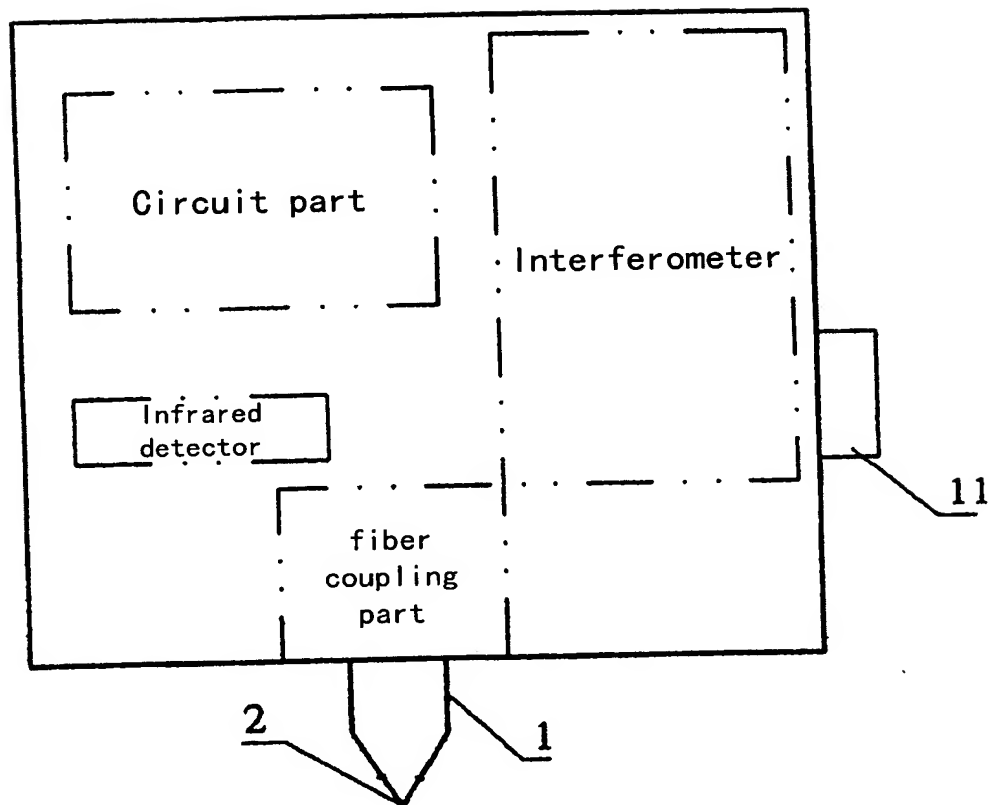 Circuit part
Interferometer
Infrared
detector
11
fiber
coupling
part
2
1